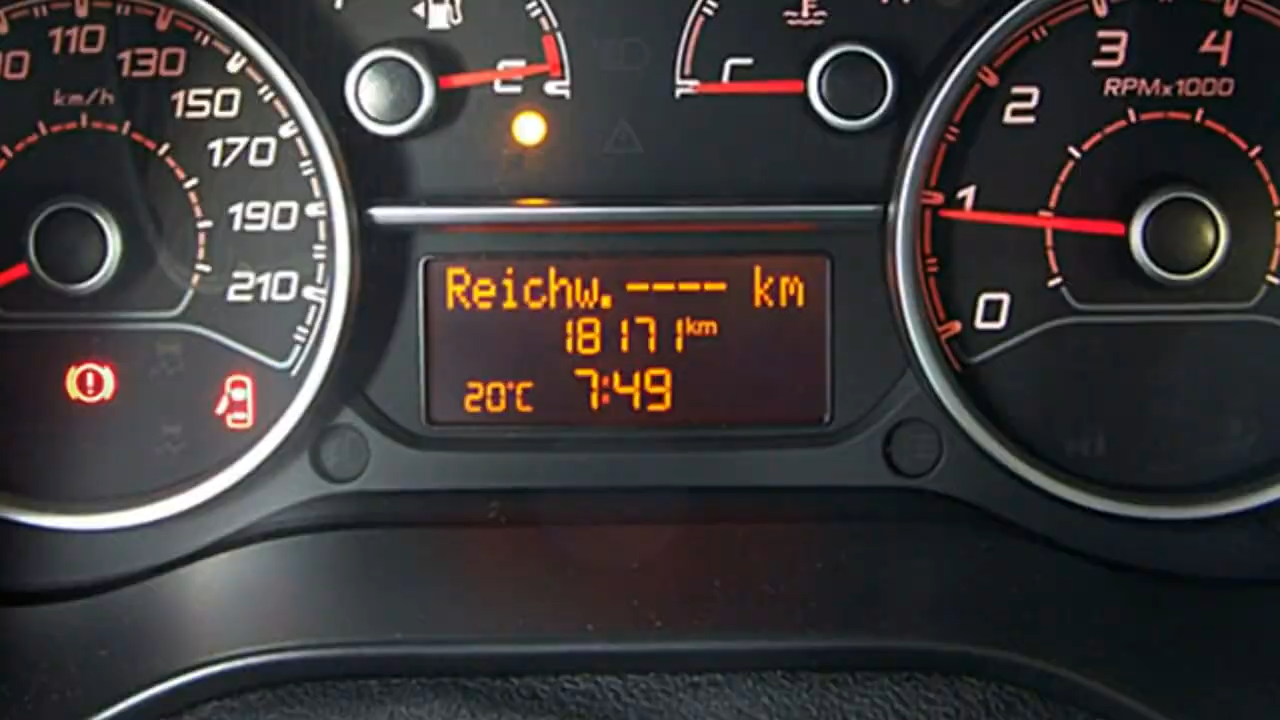 110
130
150
170
190
210
km/h
E
C
F
Reichw. ---- km
18171 km
20°C 7:49
0
1
2
3
4
RPMx1000